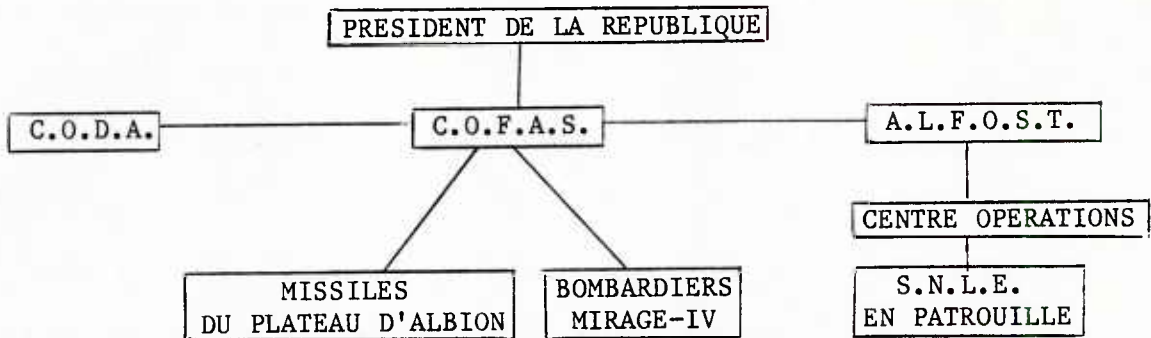 PRESIDENT DE LA REPUBLIQUE
C.O.D.A.
C.O.F.A.S.
A.L.F.O.S.T.
CENTRE OPERATIONS
MISSILES
DU PLATEAU D'ALBION
BOMBARDIERS
MIRAGE-IV
S.N.L.E.
EN PATROUILLE